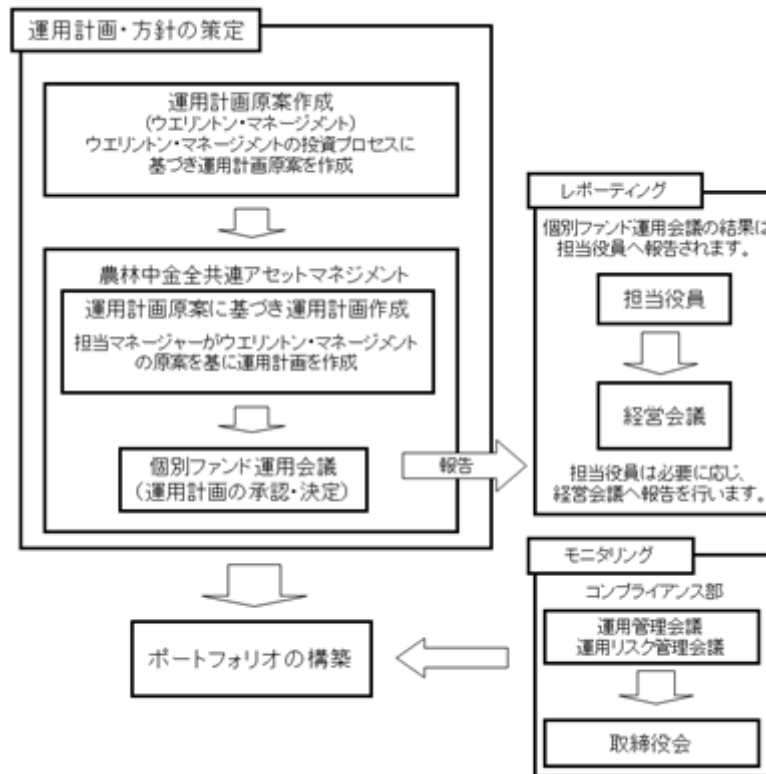 運用計画・方針の策定
運用計画原案作成
(ウエリントン・マネージメント)
ウエリントン・マネージメントの投資プロセスに
基づき運用計画原案を作成
農林中金全共連アセットマネジメント
運用計画原案に基づき運用計画作成
担当マネージャーがウエリントン・マネージメント
の原案を基に運用計画を作成
個別ファンド運用会議
(運用計画の承認・決定)
報告
レポーティング
個別ファンド運用会議の結果は
担当役員へ報告されます。
担当役員
経営会議
担当役員は必要に応じ、
経営会議へ報告を行います。
モニタリング
コンプライアンス部
運用管理会議
運用リスク管理会議
取締役会
ポートフォリオの構築